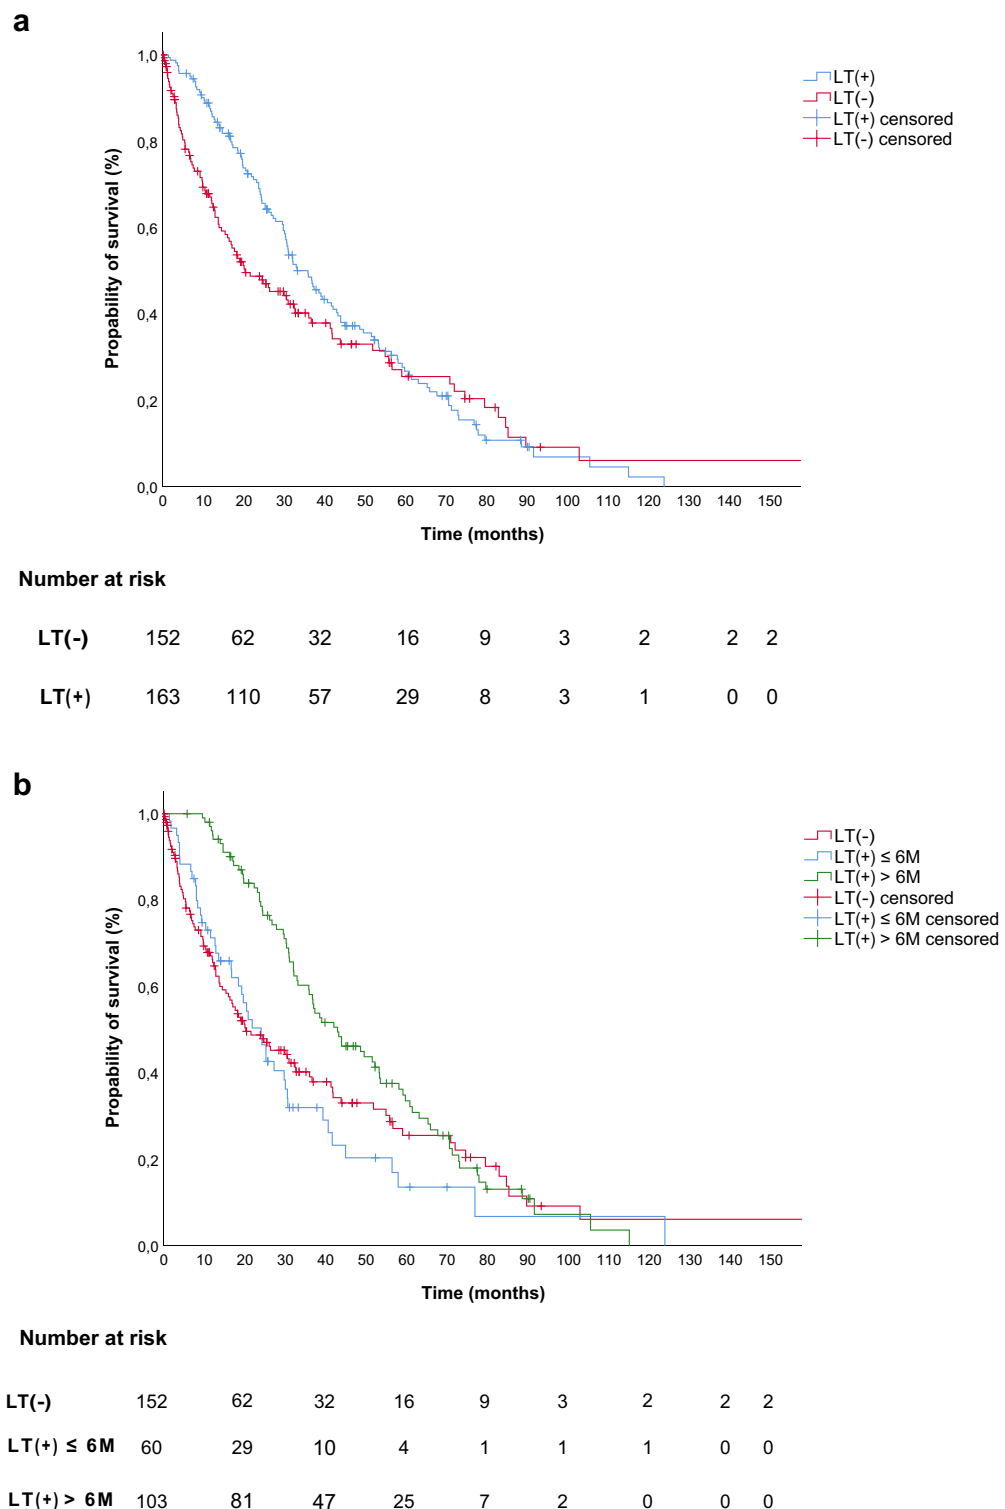 a
1,0
0,8
0,6
0,4
0,2
0,0
Propability of survival (%)
0 10 20 30 40 50 60 70 80 90 100 110 120 130 140 150
Time (months)
LT(+)
LT(-)
LT(+) censored
LT(-) censored
Number at risk
LT(-) 152 62 32 16 9 3 2 2 2
LT(+) 163 110 57 29 8 3 1 0 0
b
1,0
0,8
0,6
0,4
0,2
0,0
Propability of survival (%)
0 10 20 30 40 50 60 70 80 90 100 110 120 130 140 150
Time (months)
LT(-)
LT(+) ≤ 6M
LT(+) > 6M
LT(-) censored
LT(+) ≤ 6M censored
LT(+) > 6M censored
Number at risk
LT(-) 152 62 32 16 9 3 2 2 2
LT(+) ≤ 6M 60 29 10 4 1 1 1 0 0
LT(+) > 6M 103 81 47 25 7 2 0 0 0